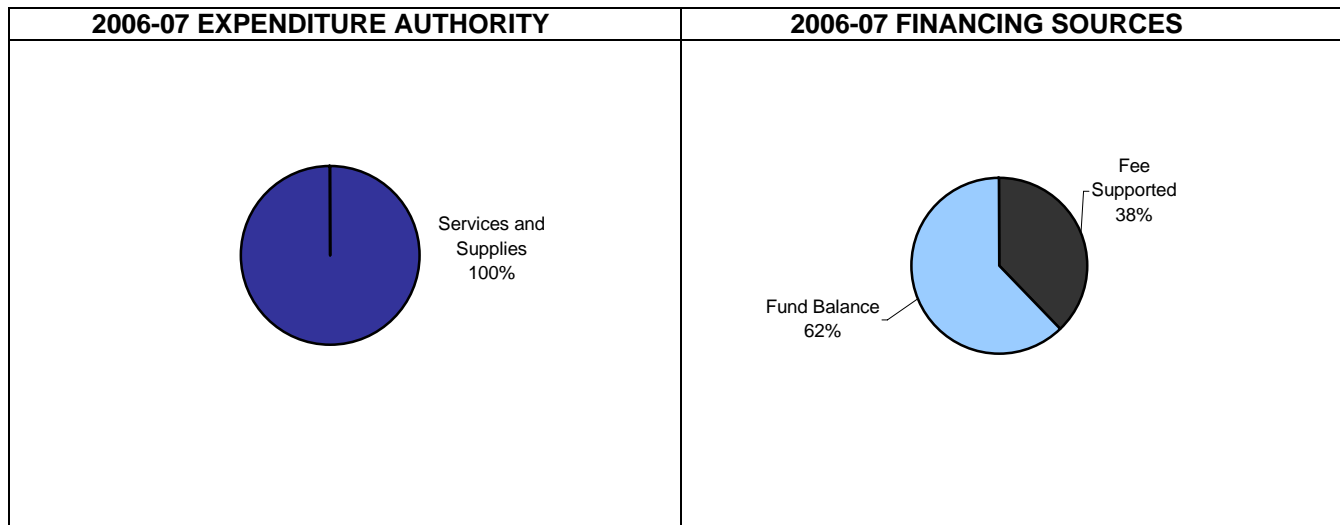 2006-07 EXPENDITURE AUTHORITY
2006-07 FINANCING SOURCES
Services and
Supplies
100%
Fee
Supported
38%
Fund Balance
62%